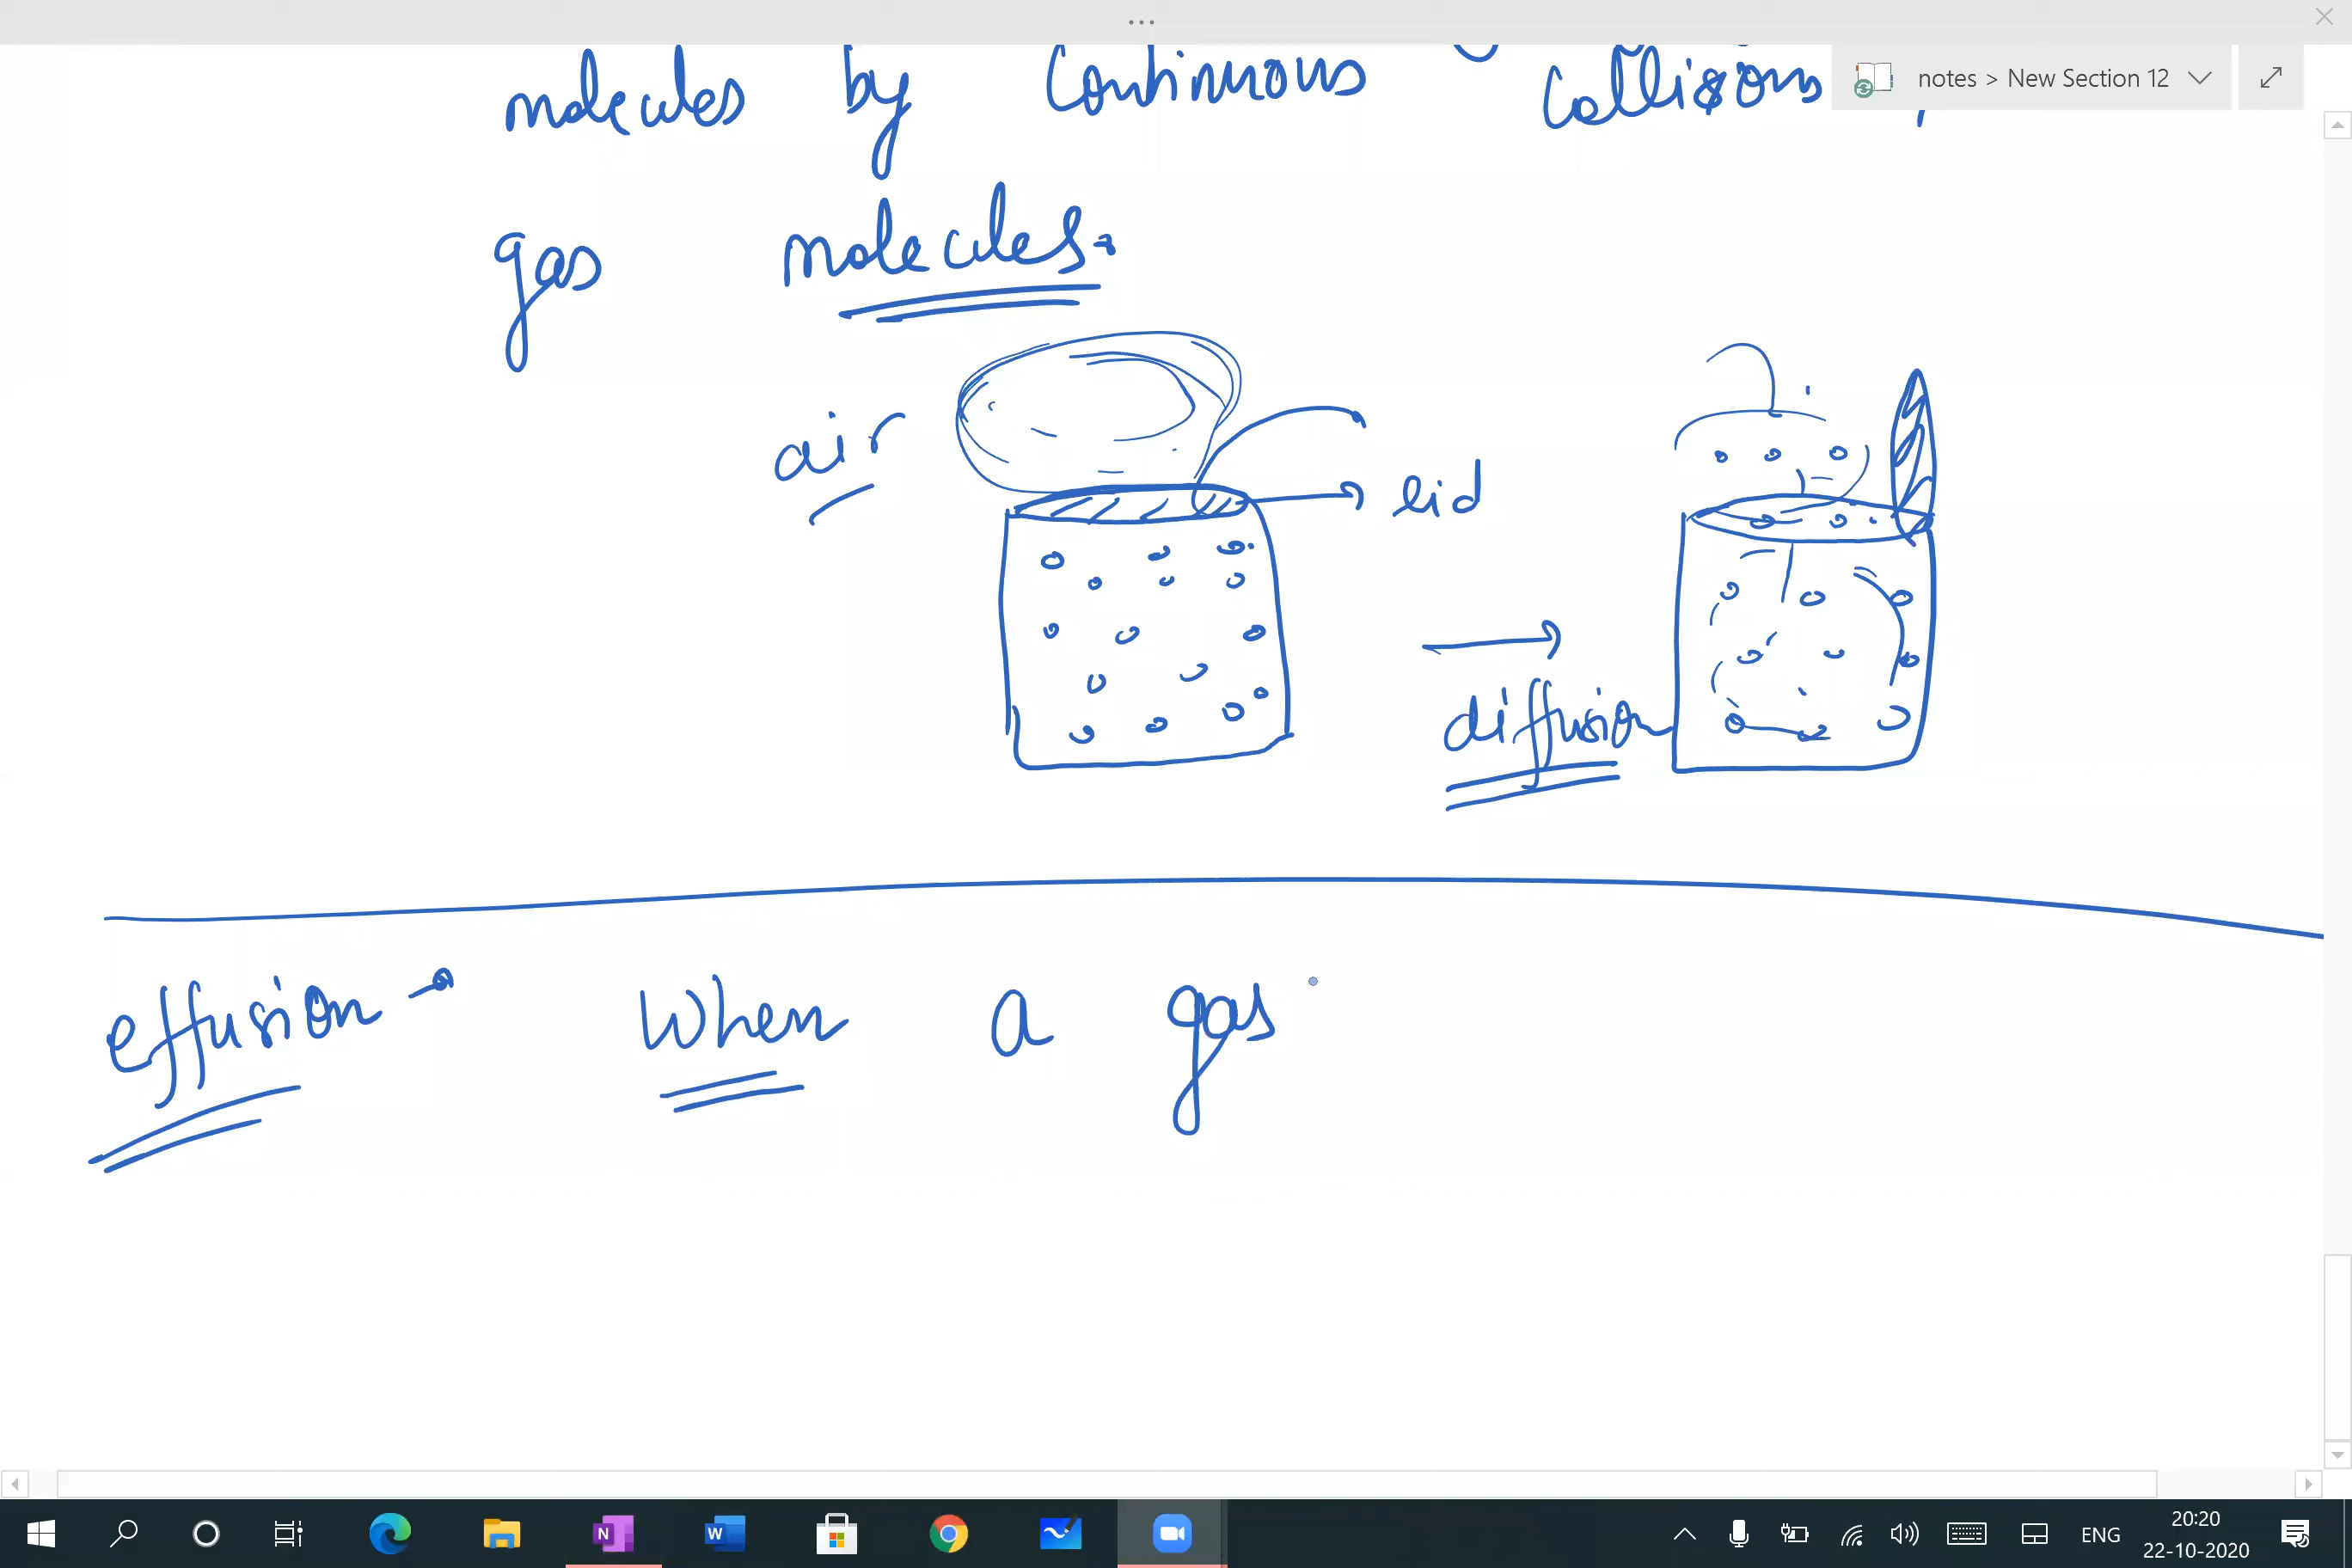 ...
notes > New Section 12
molecules by Continuous Collisions
gas molecules.
air
lid
diffusion
effusion → When a gas
N
W
ENG
20:20
22-10-2020